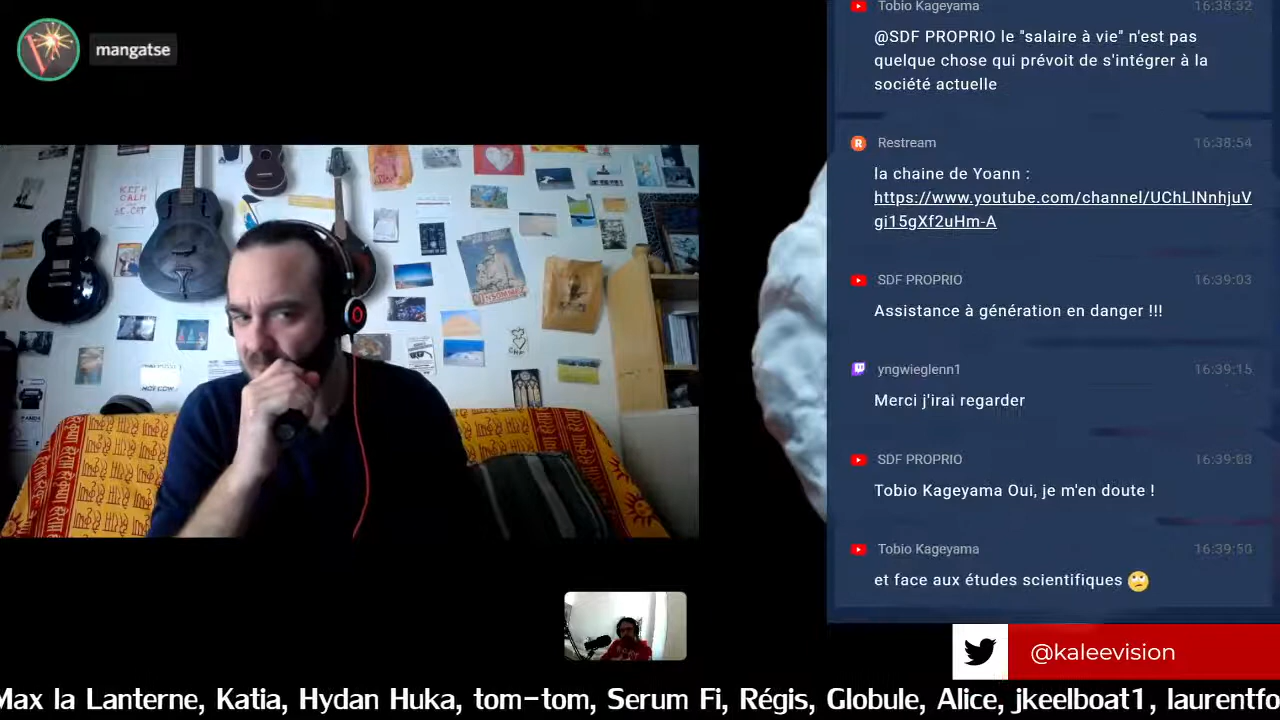 mangatse
KEEP
CALM
Tobio Kageyama 16:38:32
@SDF PROPRIO le "salaire à vie" n'est pas
quelque chose qui prévoit de s'intégrer à la
société actuelle
Restream 16:38:54
la chaine de Yoann :
https://www.youtube.com/channel/UChLlNnhjuV
gi15gXf2uHm-A
SDF PROPRIO 16:39:03
Assistance à génération en danger !!!
yngwieglenn1 16:39:15
Merci j'irai regarder
SDF PROPRIO
Tobio Kageyama Oui, je m'en doute !
Tobio Kageyama 16:39:50
et face aux études scientifiques 🙄
@kaleevision
Max la Lanterne, Katia, Hydan Huka, tom-tom, Serum Fi, Régis, Globule, Alice, jkeelboat1, laurentfo